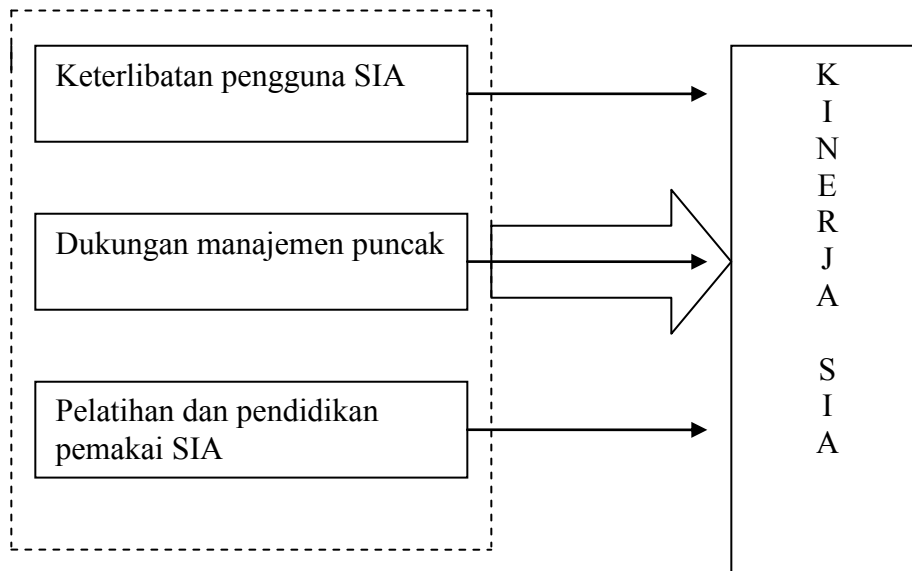 Keterlibatan pengguna SIA
Dukungan manajemen puncak
Pelatihan dan pendidikan
pemakai SIA
K
I
N
E
R
J
A
S
I
A